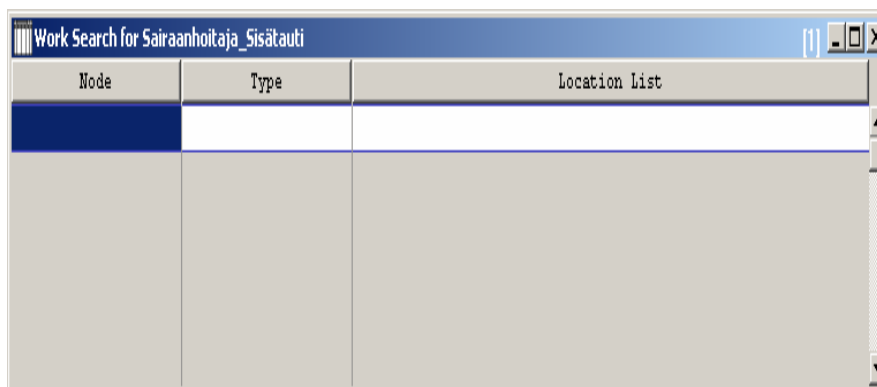 Work Search for Sairaanhoitaja_Sisätauti [1]
Node Type Location List